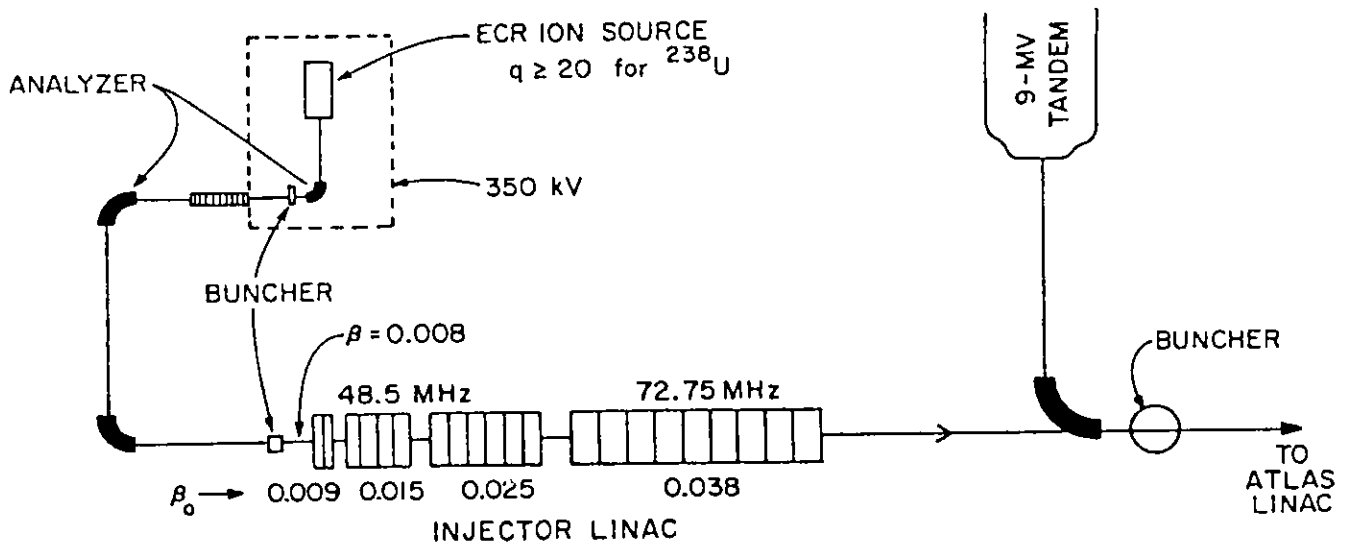 ECR ION SOURCE
q ≥ 20 for ²³⁸U
ANALYZER
350 kV
9-MV
TANDEM
BUNCHER
β = 0.008
BUNCHER
48.5 MHz
72.75 MHz
β₀ → 0.009 0.015 0.025 0.038
INJECTOR LINAC
TO
ATLAS
LINAC